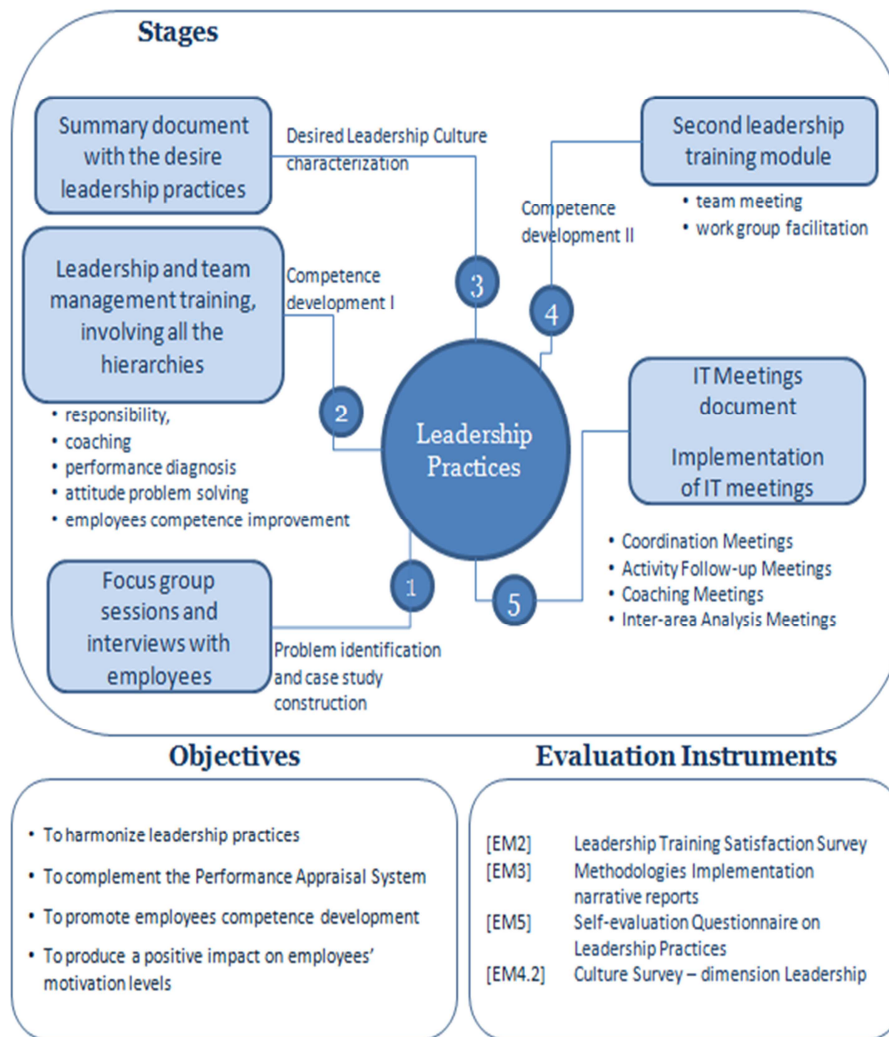 Stages
Summary document
with the desire
leadership practices
Desired Leadership Culture
characterization
3
Second leadership
training module
• team meeting
• work group facilitation
Competence
development II
4
Leadership and team
management training,
involving all the
hierarchies
Competence
development I
2
• responsibility,
• coaching
• performance diagnosis
• attitude problem solving
• employees competence improvement
Leadership
Practices
IT Meetings
document
Implementation
of IT meetings
5
• Coordination Meetings
• Activity Follow-up Meetings
• Coaching Meetings
• Inter-area Analysis Meetings
Focus group
sessions and
interviews with
employees
1
Problem identification
and case study
construction
Objectives
• To harmonize leadership practices
• To complement the Performance Appraisal System
• To promote employees competence development
• To produce a positive impact on employees'
motivation levels
Evaluation Instruments
[EM2] Leadership Training Satisfaction Survey
[EM3] Methodologies Implementation
narrative reports
[EM5] Self-evaluation Questionnaire on
Leadership Practices
[EM4.2] Culture Survey – dimension Leadership